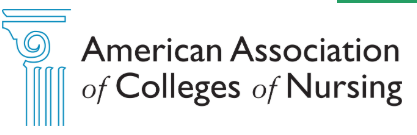 American Association
of Colleges of Nursing